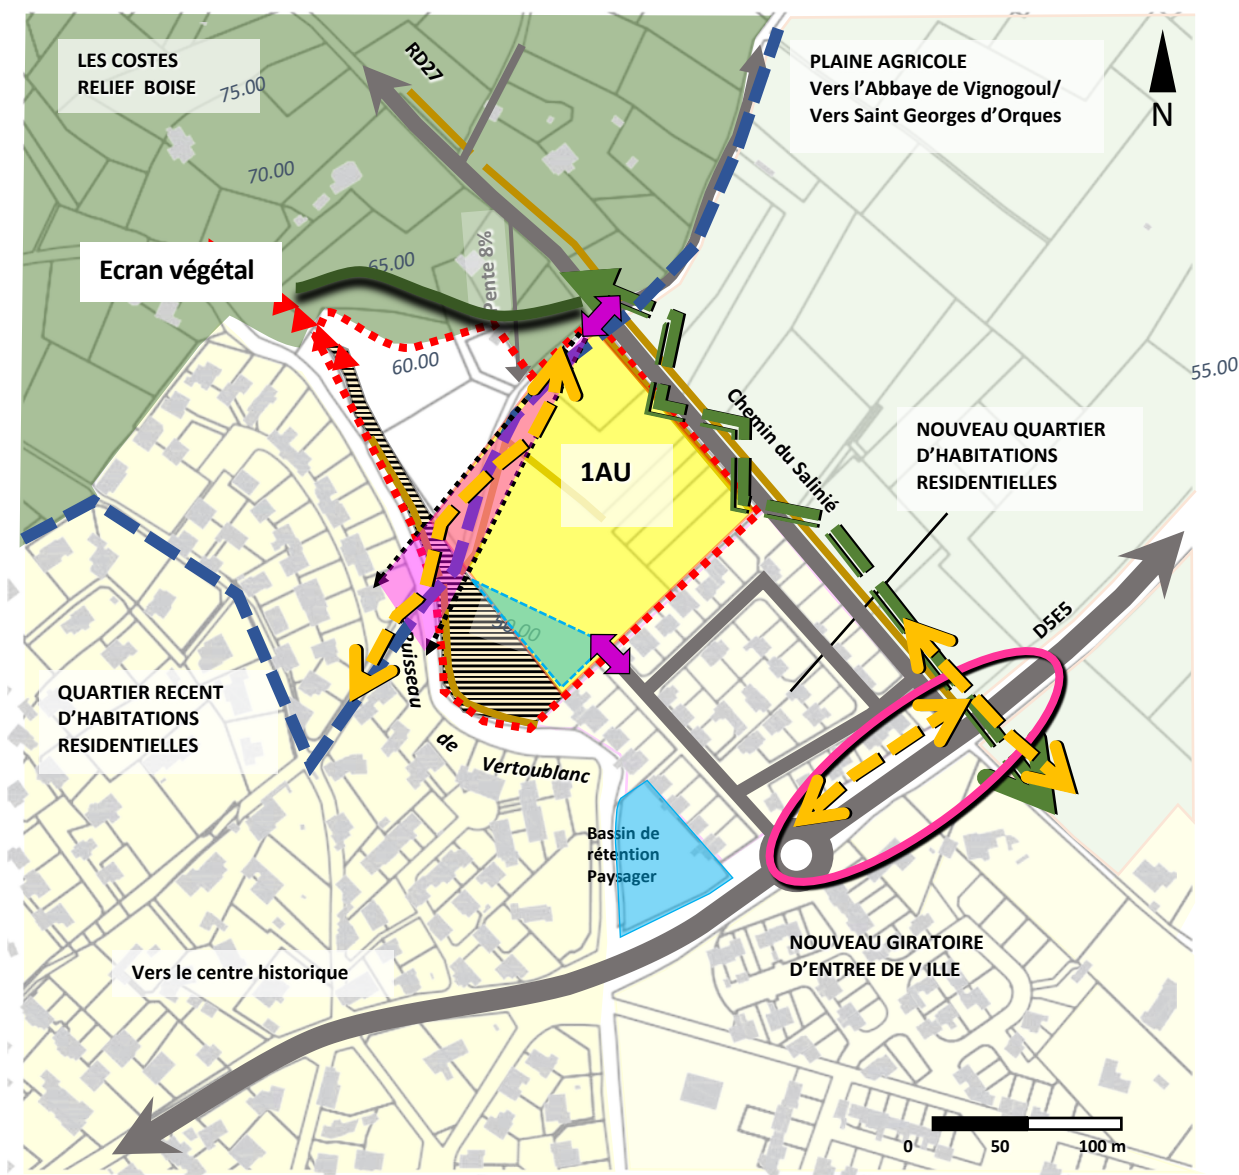 LES COSTES
RELIEF BOISE
75.00
RD27
PLAINE AGRICOLE
Vers l'Abbaye de Vignogoul/
Vers Saint Georges d'Orques
N
70.00
Ecran végétal
65.00
Pente 8%
60.00
55.00
Chemin du Salinié
NOUVEAU QUARTIER
D'HABITATIONS
RESIDENTIELLES
1AU
50.00
D5E5
QUARTIER RECENT
D'HABITATIONS
RESIDENTIELLES
Ruisseau
de
Vertoublanc
Bassin de
rétention
Paysager
NOUVEAU GIRATOIRE
D'ENTREE DE V ILLE
Vers le centre historique
0 50 100 m